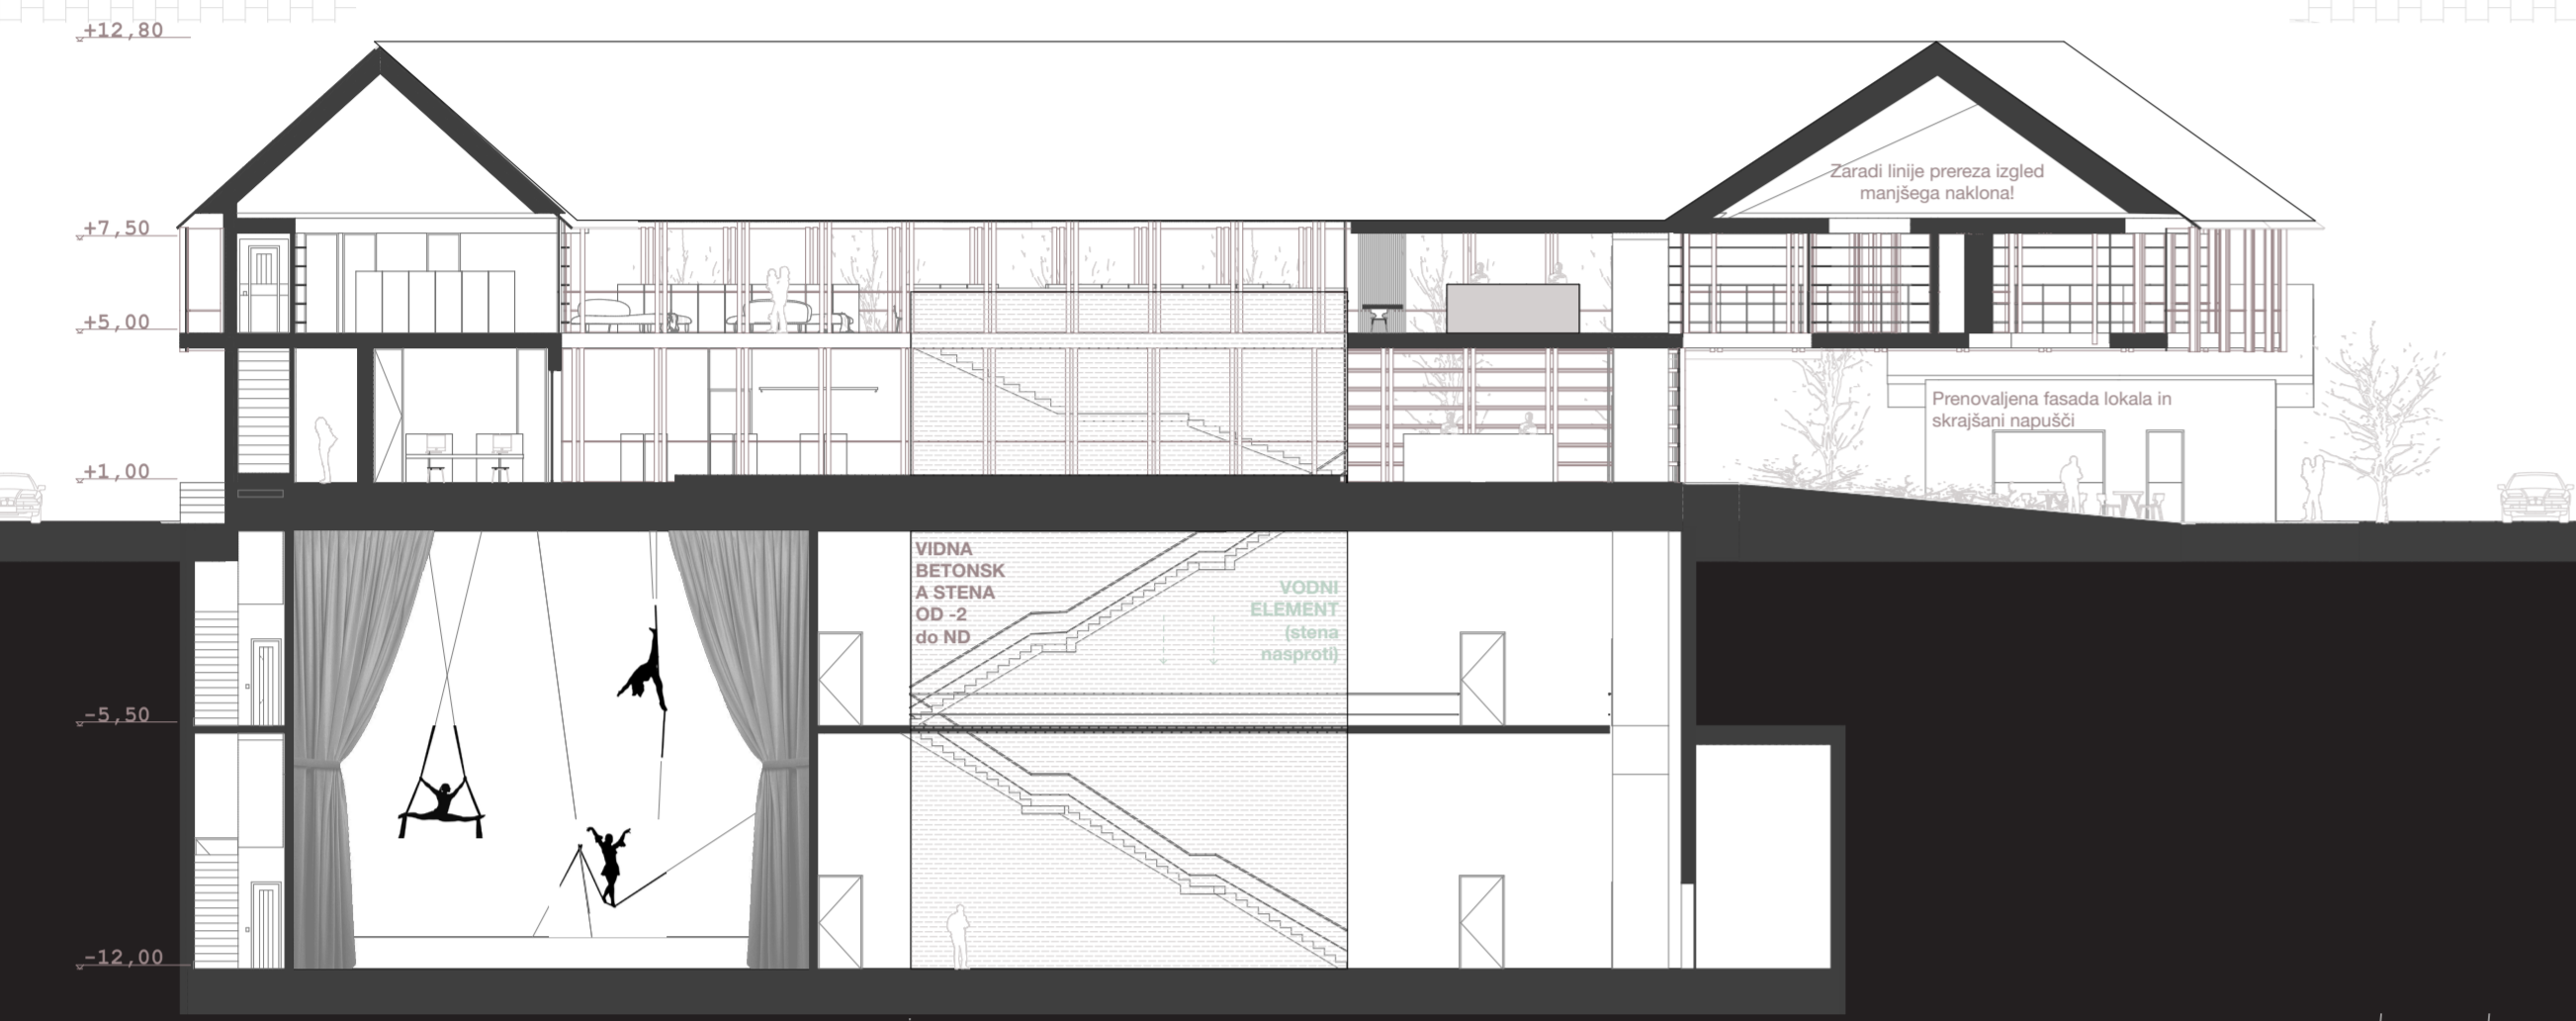 +12,80
Zaradi linije prereza izgled
manjšega naklona!
+7,50
+5,00
Prenovaljena fasada lokala in
skrajšani napušči
+1,00
VIDNA
BETONSK
A STENA
OD -2
do ND
VODNI
ELEMENT
(stena
nasproti)
-5,50
-12,00